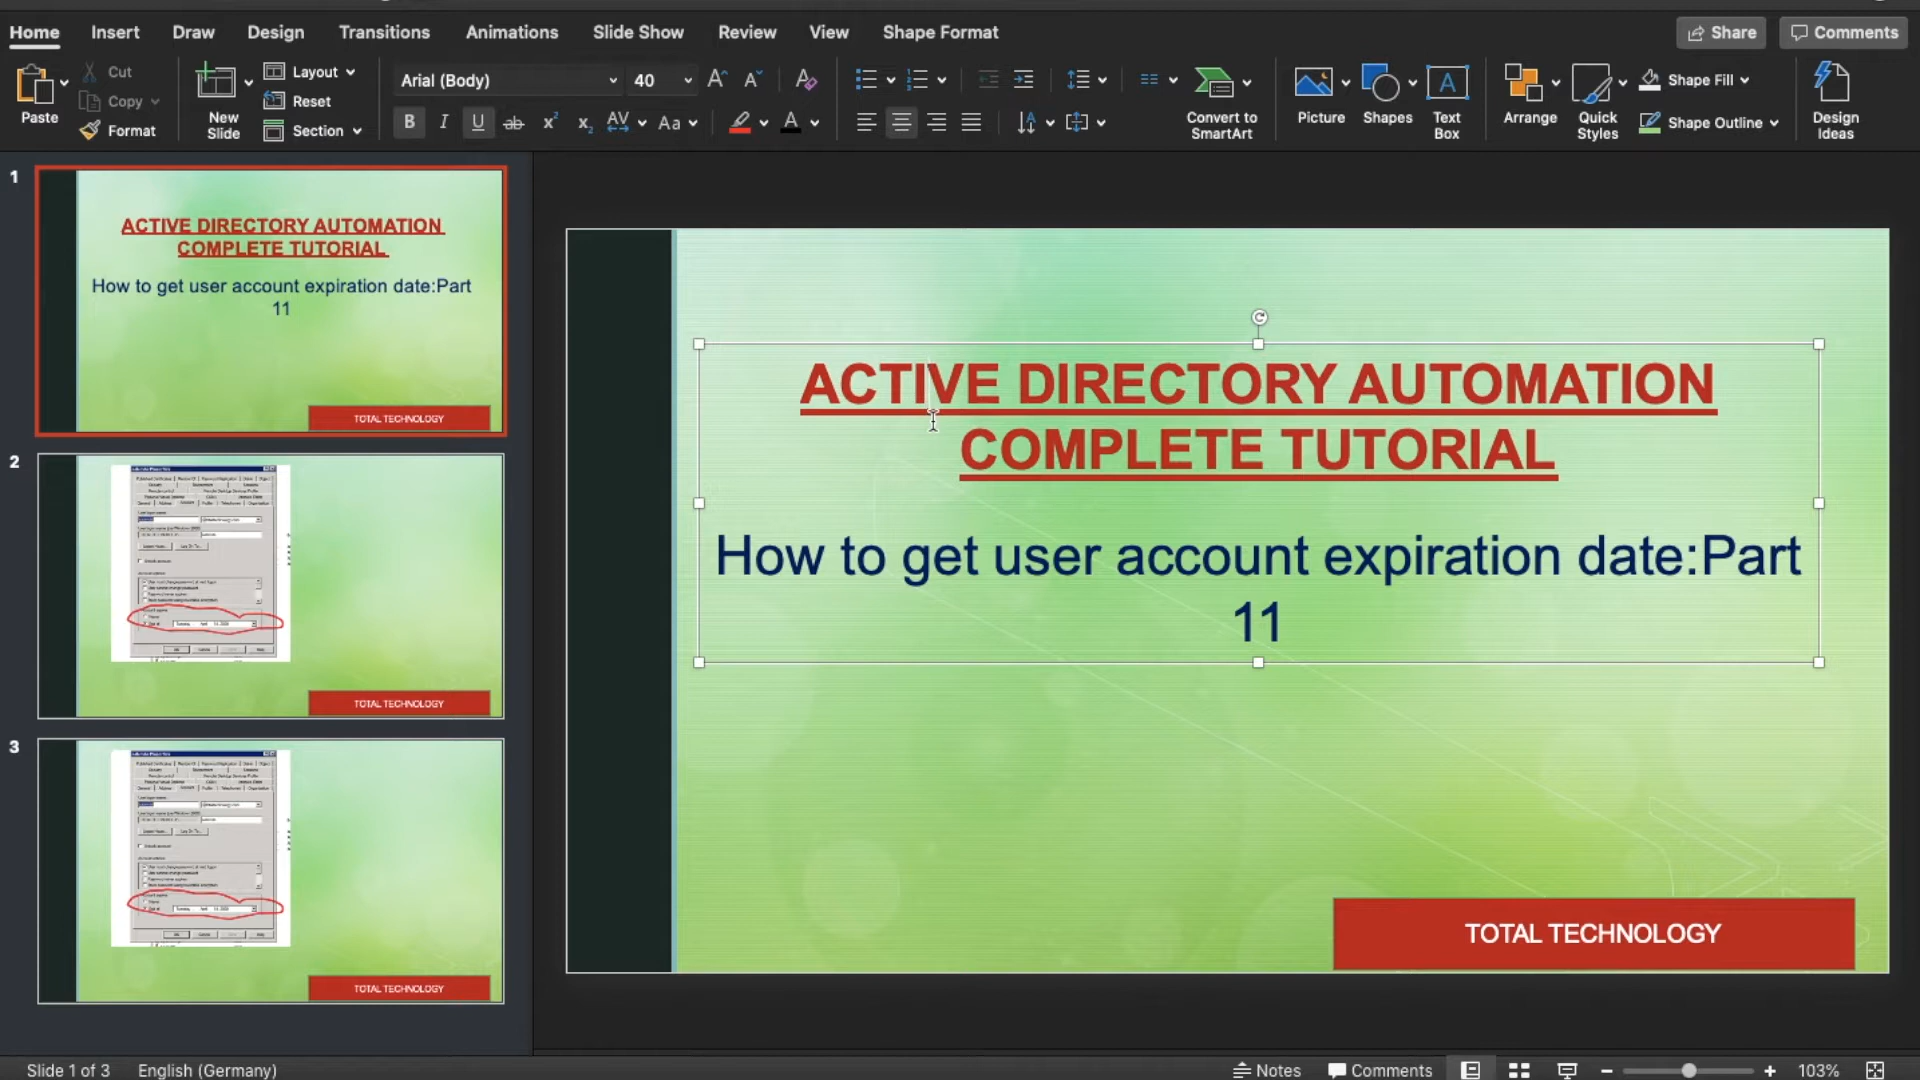 Home Insert Draw Design Transitions Animations Slide Show Review View Shape Format Share Comments
Paste Cut Copy Format
New Slide Layout Reset Section
Arial (Body) 40
Convert to SmartArt
Picture Shapes Text Box
Arrange Quick Styles Shape Fill Shape Outline
Design Ideas
1
ACTIVE DIRECTORY AUTOMATION
COMPLETE TUTORIAL
How to get user account expiration date:Part
11
TOTAL TECHNOLOGY
2
TOTAL TECHNOLOGY
3
TOTAL TECHNOLOGY
ACTIVE DIRECTORY AUTOMATION
COMPLETE TUTORIAL
How to get user account expiration date:Part
11
TOTAL TECHNOLOGY
Slide 1 of 3 English (Germany) Notes Comments 103%